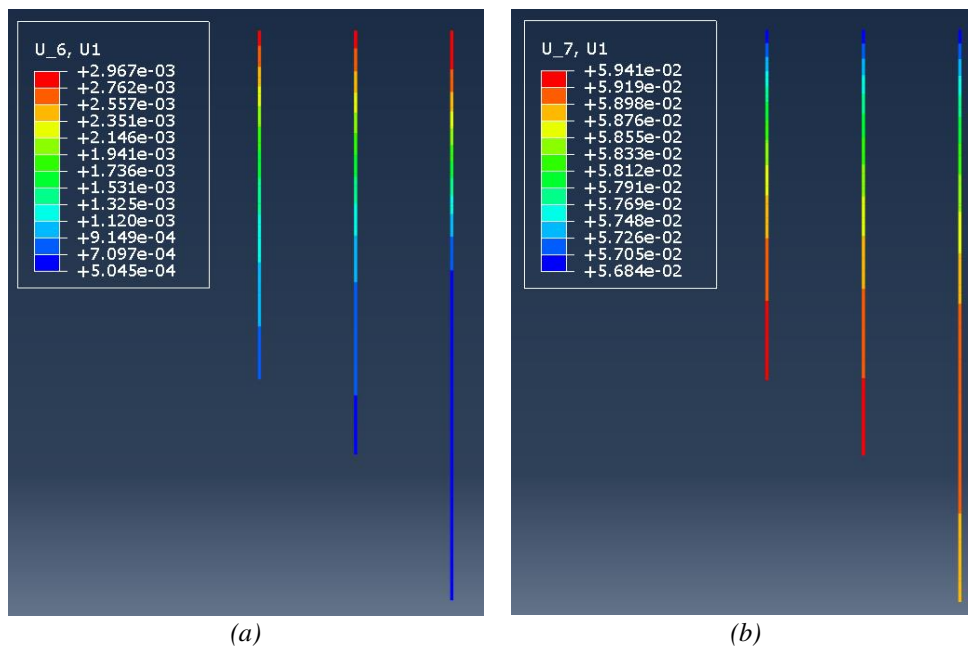 U_6, U1
+2.967e-03
+2.762e-03
+2.557e-03
+2.351e-03
+2.146e-03
+1.941e-03
+1.736e-03
+1.531e-03
+1.325e-03
+1.120e-03
+9.149e-04
+7.097e-04
+5.045e-04
U_7, U1
+5.941e-02
+5.919e-02
+5.898e-02
+5.876e-02
+5.855e-02
+5.833e-02
+5.812e-02
+5.791e-02
+5.769e-02
+5.748e-02
+5.726e-02
+5.705e-02
+5.684e-02
(a)
(b)